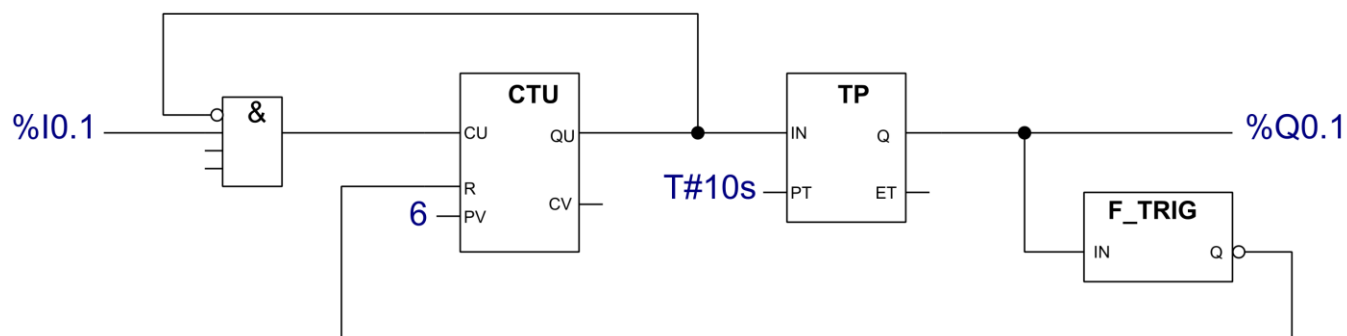 &
CTU
TP
%I0.1
CU
QU
IN
Q
%Q0.1
R
T#10s
PT
ET
6
PV
CV
F_TRIG
IN
Q